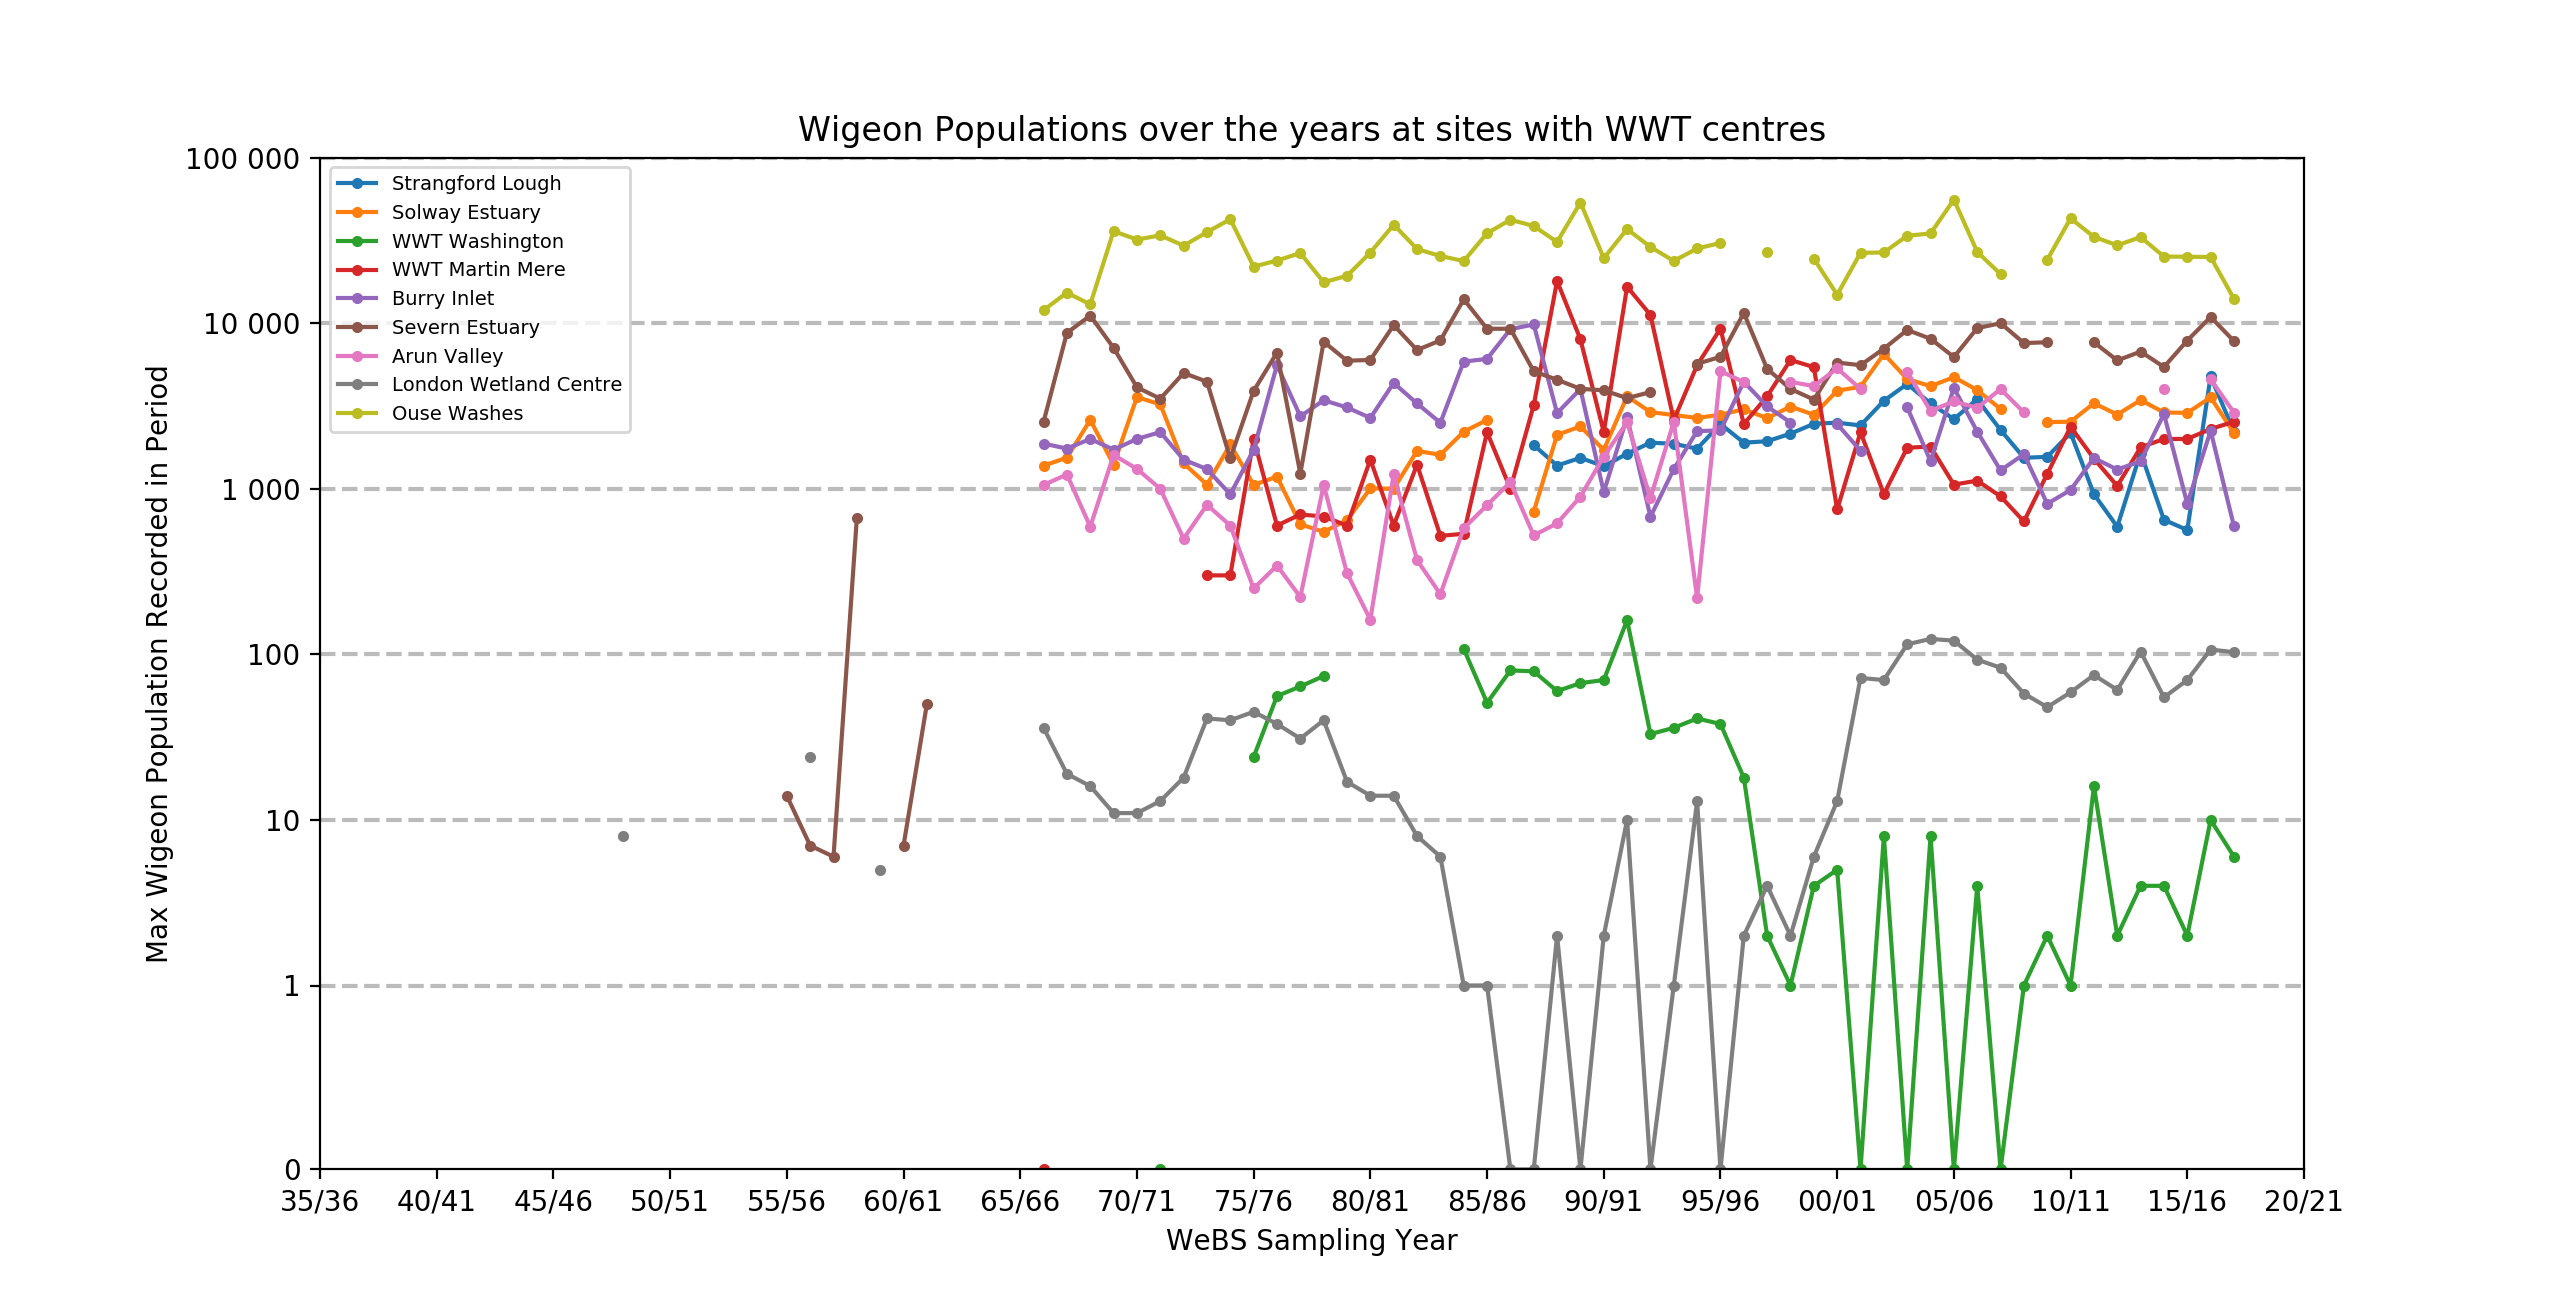 Wigeon Populations over the years at sites with WWT centres
100 000
10 000
1 000
100
10
1
0
Max Wigeon Population Recorded in Period
Strangford Lough
Solway Estuary
WWT Washington
WWT Martin Mere
Burry Inlet
Severn Estuary
Arun Valley
London Wetland Centre
Ouse Washes
35/36 40/41 45/46 50/51 55/56 60/61 65/66 70/71 75/76 80/81 85/86 90/91 95/96 00/01 05/06 10/11 15/16 20/21
WeBS Sampling Year